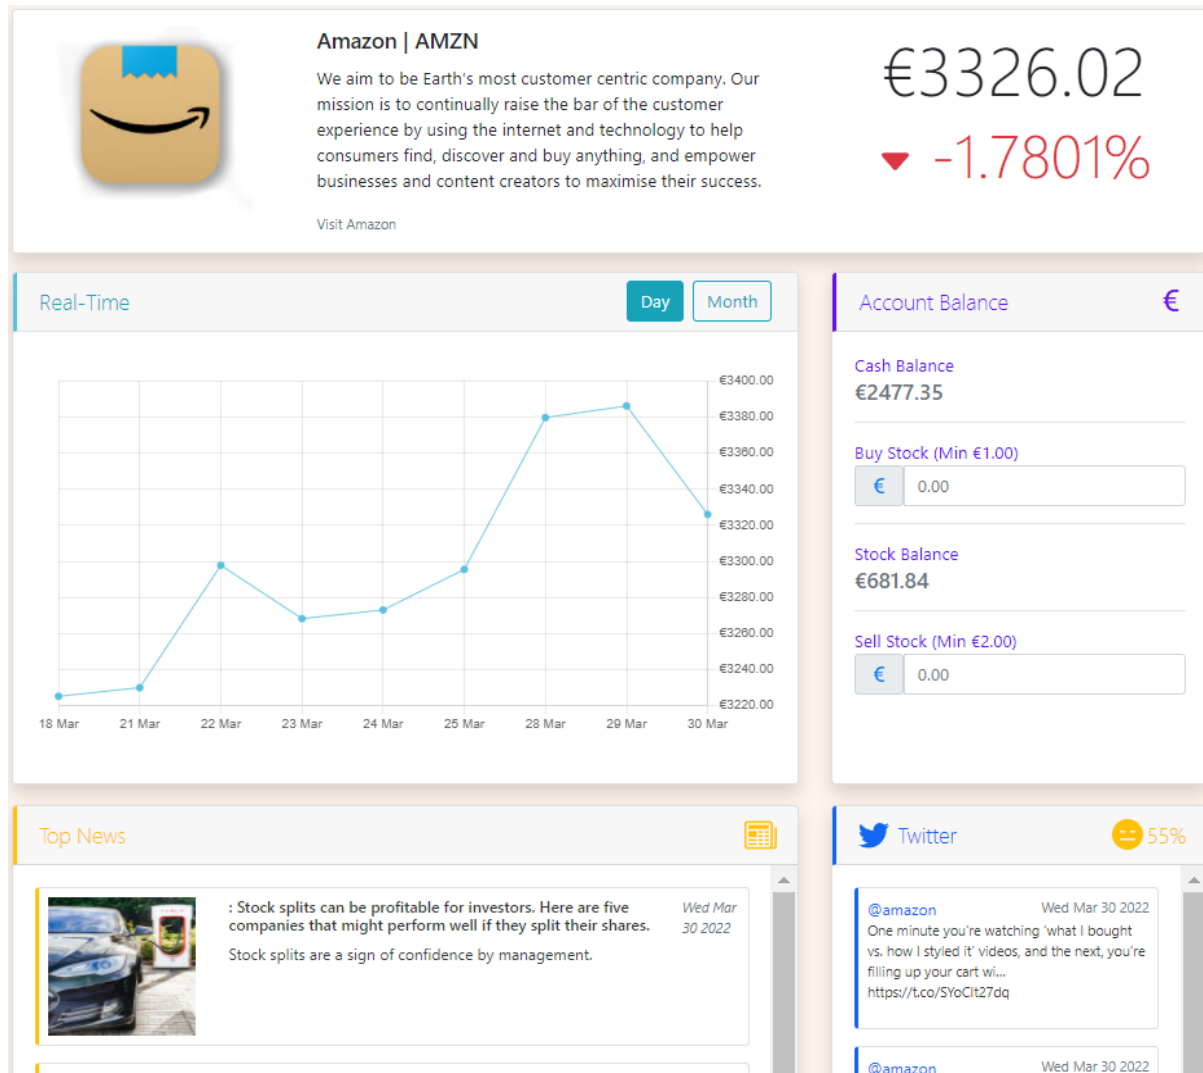 Amazon | AMZN
We aim to be Earth's most customer centric company. Our
mission is to continually raise the bar of the customer
experience by using the internet and technology to help
consumers find, discover and buy anything, and empower
businesses and content creators to maximise their success.
Visit Amazon
€3326.02
-1.7801%
Real-Time
Day
Month
€3400.00
€3380.00
€3360.00
€3340.00
€3320.00
€3300.00
€3280.00
€3260.00
€3240.00
€3220.00
18 Mar 21 Mar 22 Mar 23 Mar 24 Mar 25 Mar 28 Mar 29 Mar 30 Mar
Account Balance €
Cash Balance
€2477.35
Buy Stock (Min €1.00)
€ 0.00
Stock Balance
€681.84
Sell Stock (Min €2.00)
€ 0.00
Top News
: Stock splits can be profitable for investors. Here are five
companies that might perform well if they split their shares.
Wed Mar
30 2022
Stock splits are a sign of confidence by management.
Twitter 55%
@amazon Wed Mar 30 2022
One minute you're watching 'what I bought
vs. how I styled it' videos, and the next, you're
filling up your cart wi...
https://t.co/SYoClt27dq
@amazon Wed Mar 30 2022